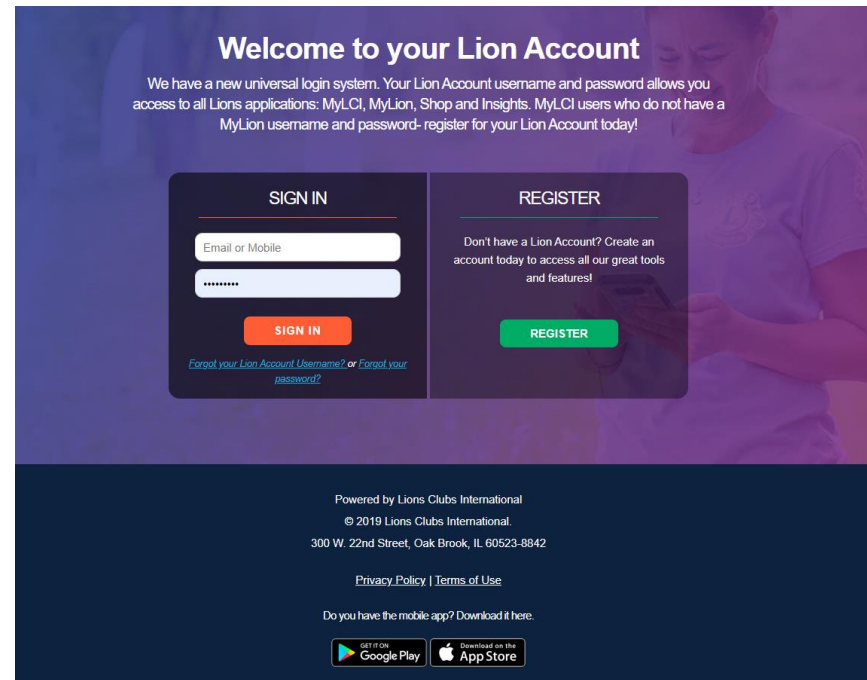 Welcome to your Lion Account
We have a new universal login system. Your Lion Account username and password allows you
access to all Lions applications: MyLCI, MyLion, Shop and Insights. MyLCI users who do not have a
MyLion username and password- register for your Lion Account today!
SIGN IN
Email or Mobile
•••••••••
SIGN IN
Forgot your Lion Account Username? or Forgot your
password?
REGISTER
Don't have a Lion Account? Create an
account today to access all our great tools
and features!
REGISTER
Powered by Lions Clubs International
© 2019 Lions Clubs International.
300 W. 22nd Street, Oak Brook, IL 60523-8842
Privacy Policy | Terms of Use
Do you have the mobile app? Download it here.
GET IT ON
Google Play
Download on the
App Store